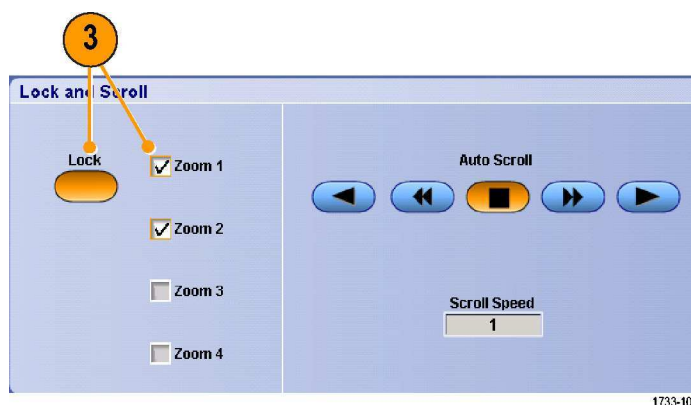 3
Lock and Scroll
Lock
Zoom 1
Zoom 2
Zoom 3
Zoom 4
Auto Scroll
Scroll Speed
1
1733-10